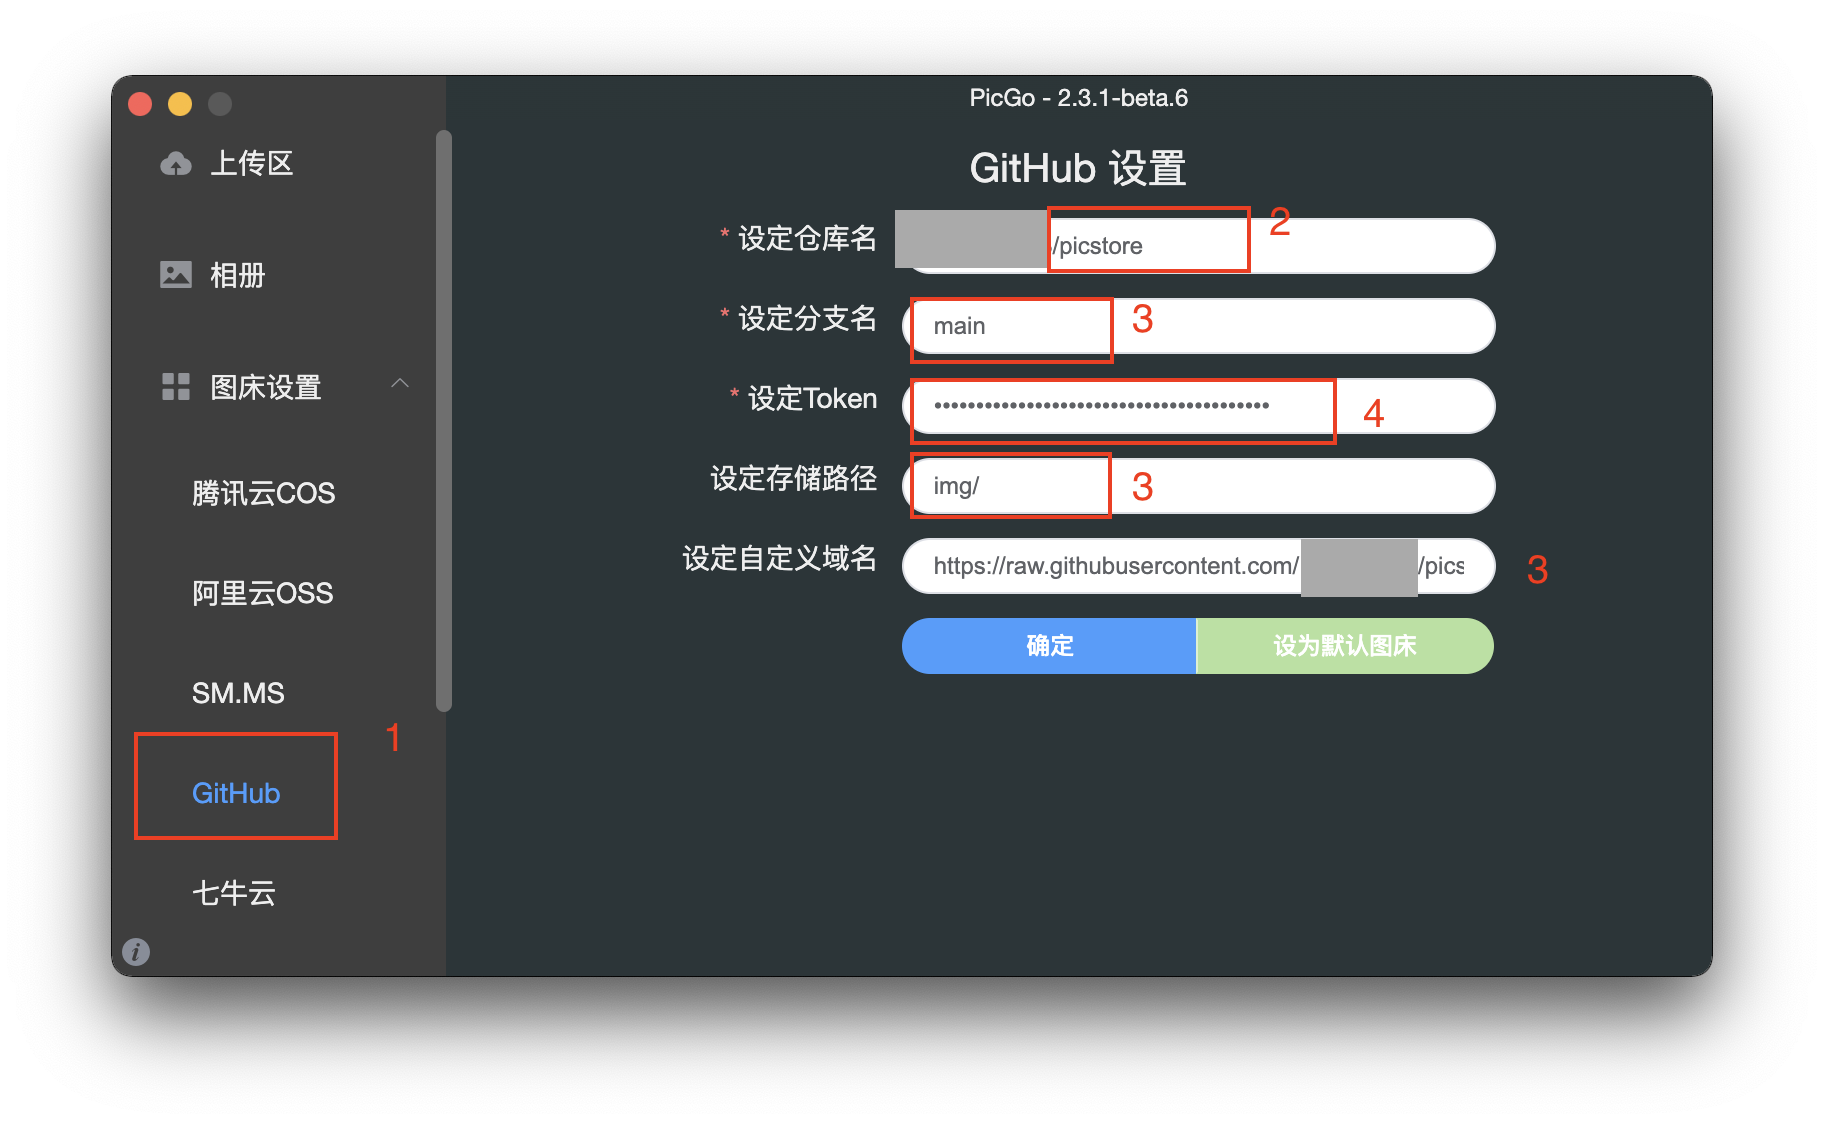 PicGo - 2.3.1-beta.6
上传区
相册
图床设置
腾讯云COS
阿里云OSS
SM.MS
1
GitHub
七牛云
GitHub 设置
* 设定仓库名 /picstore 2
* 设定分支名 main 3
* 设定Token •••••••••••••••••••••••••••••••••••••••• 4
设定存储路径 img/ 3
设定自定义域名 https://raw.githubusercontent.com/ /pics 3
确定 设为默认图床